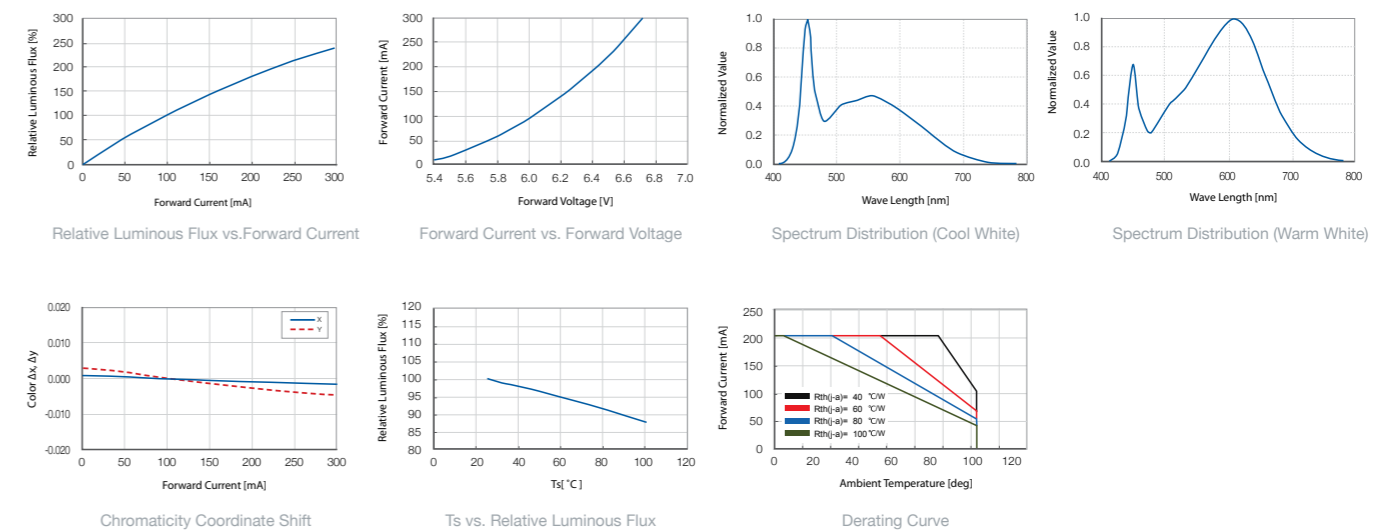 Relative Luminous Flux [%]
300
250
200
150
100
50
0
0 50 100 150 200 250 300
Forward Current [mA]
Relative Luminous Flux vs.Forward Current
Forward Current [mA]
300
250
200
150
100
50
0
5.4 5.6 5.8 6.0 6.2 6.4 6.6 6.8 7.0
Forward Voltage [V]
Forward Current vs. Forward Voltage
Normalized Value
1.0
0.8
0.6
0.4
0.2
0.0
400 500 600 700 800
Wave Length [nm]
Spectrum Distribution (Cool White)
Normalized Value
1.0
0.8
0.6
0.4
0.2
0.0
400 500 600 700 800
Wave Length [nm]
Spectrum Distribution (Warm White)
Color Δx, Δy
0.020
0.010
0.000
-0.010
-0.020
X
Y
0 50 100 150 200 250 300
Forward Current [mA]
Chromaticity Coordinate Shift
Relative Luminous Flux [%]
120
115
110
105
100
95
90
85
80
0 20 40 60 80 100 120
Ts[ ˚C ]
Ts vs. Relative Luminous Flux
Forward Current [mA]
250
200
150
100
50
0
Rth(j-a)= 40 ℃/W
Rth(j-a)= 60 ℃/W
Rth(j-a)= 80 ℃/W
Rth(j-a)= 100 ℃/W
0 20 40 60 80 100 120
Ambient Temperature [deg]
Derating Curve